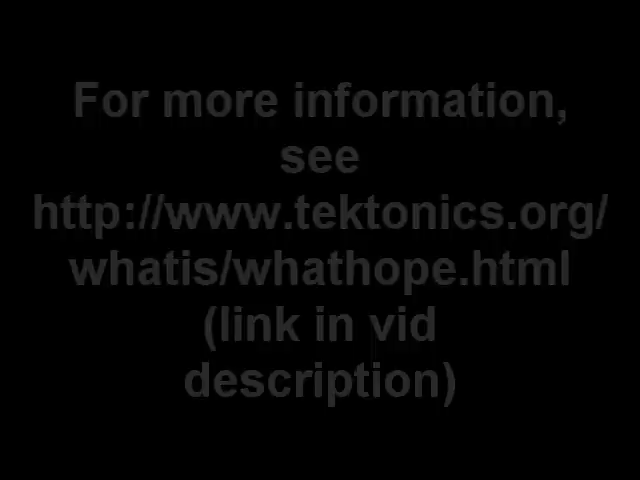 For more information,
see
http://www.tektonics.org/
whatis/whathope.html
(link in vid
description)